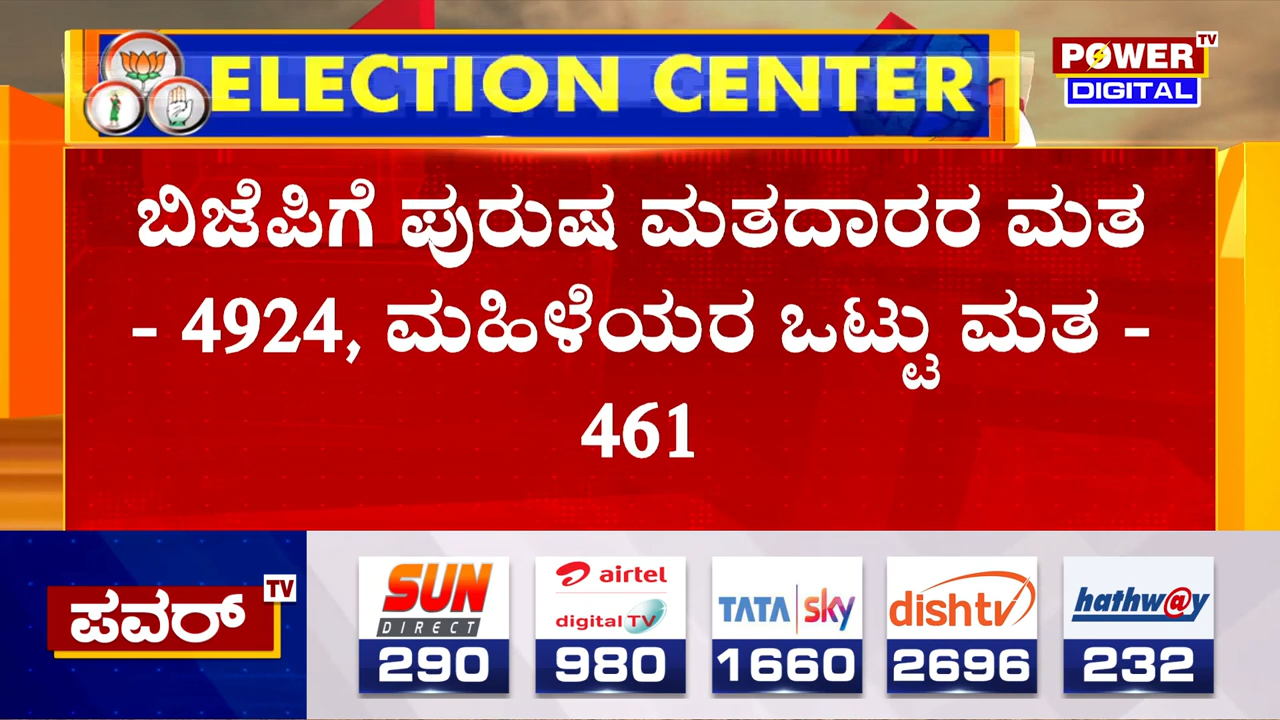 ELECTION CENTER
POWER TV
DIGITAL
ಬಿಜೆಪಿಗೆ ಪುರುಷ ಮತದಾರರ ಮತ
- 4924, ಮಹಿಳೆಯರ ಒಟ್ಟು ಮತ -
461
ಪವರ್ TV
SUN
DIRECT
290
airtel
digital TV
980
TATA sky
1660
dishtv
2696
hathw@y
232